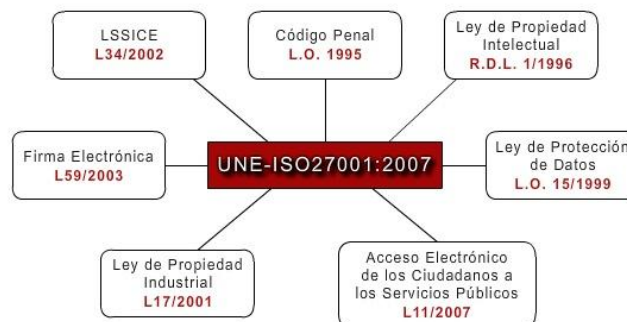 LSSICE
L34/2002
Código Penal
L.O. 1995
Ley de Propiedad
Intelectual
R.D.L. 1/1996
Firma Electrónica
L59/2003
UNE-ISO27001:2007
Ley de Protección
de Datos
L.O. 15/1999
Ley de Propiedad
Industrial
L17/2001
Acceso Electrónico
de los Ciudadanos a
los Servicios Públicos
L11/2007